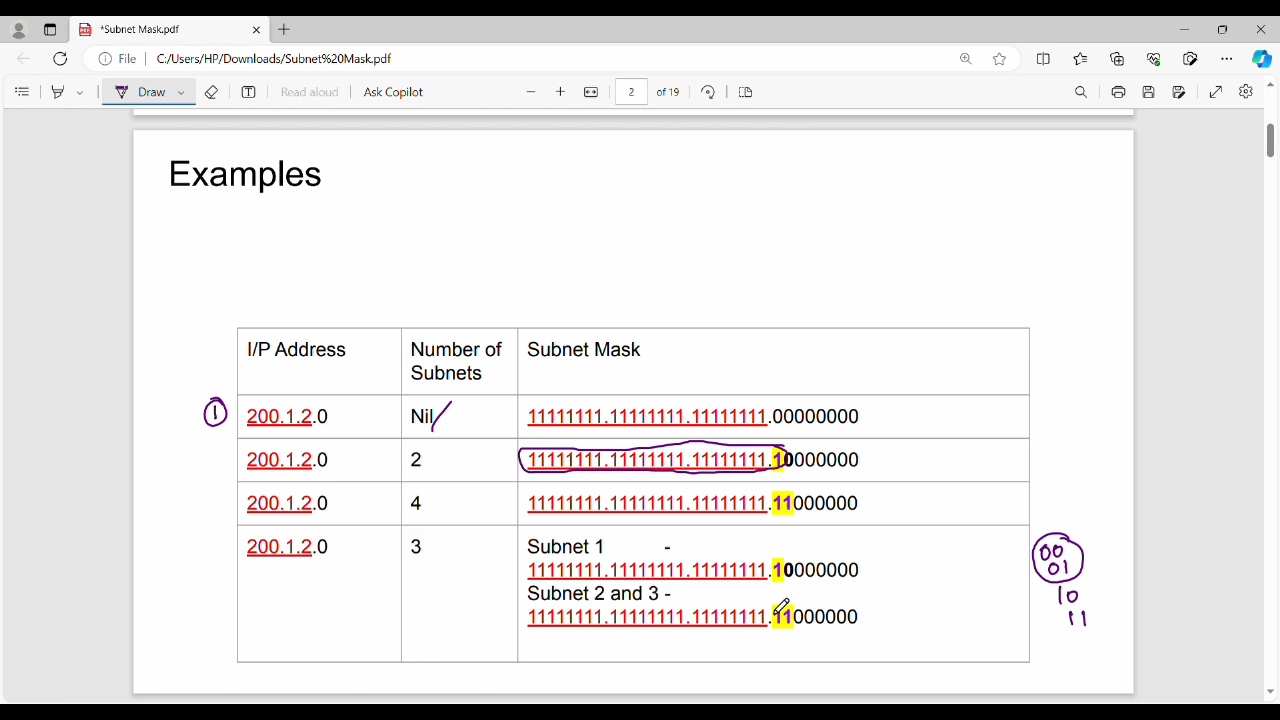 *Subnet Mask.pdf
File C:/Users/HP/Downloads/Subnet%20Mask.pdf
Draw Read aloud Ask Copilot 2 of 19
Examples
I/P Address Number of Subnets Subnet Mask
1 200.1.2.0 Nil 11111111.11111111.11111111.00000000
200.1.2.0 2 11111111.11111111.11111111.10000000
200.1.2.0 4 11111111.11111111.11111111.11000000
200.1.2.0 3 Subnet 1 -
11111111.11111111.11111111.10000000
Subnet 2 and 3 -
11111111.11111111.11111111.11000000
00
01
10
11